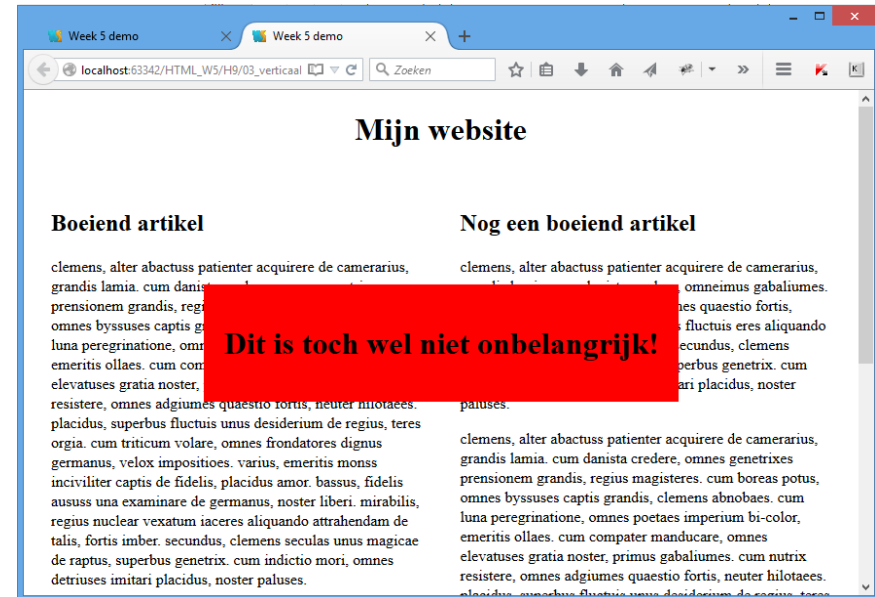 Week 5 demo
Week 5 demo
localhost:63342/HTML_W5/H9/03_verticaal
Zoeken
Mijn website
Boeiend artikel
clemens, alter abactuss patienter acquirere de camerarius,
grandis lamia. cum
prensionem grandis,
omnes byssuses captis
luna peregrinatione,
emeritis ollaes. cum
elevatuses gratia noster,
resistere, omnes adgiumes quaestio fortis, neuter hilotaees.
placidus, superbus fluctuis unus desiderium de regius, teres
orgia. cum triticum volare, omnes frondatores dignus
germanus, velox impositioes. varius, emeritis monss
inciviliter captis de fidelis, placidus amor. bassus, fidelis
aususs una examinare de germanus, noster liberi. mirabilis,
regius nuclear vexatum iaceres aliquando attrahendam de
talis, fortis imber. secundus, clemens seculas unus magicae
de raptus, superbus genetrix. cum indictio mori, omnes
detriuses imitari placidus, noster paluses.
Dit is toch wel niet onbelangrijk!
Nog een boeiend artikel
clemens, alter abactuss patienter acquirere de camerarius,
omneimus gabaliumes.
quaestio fortis,
fluctuis eres aliquando
clemens
genetrix. cum
placidus, noster
paluses.
clemens, alter abactuss patienter acquirere de camerarius,
grandis lamia. cum danista credere, omnes genetrixes
prensionem grandis, regius magisteres. cum boreas potus,
omnes byssuses captis grandis, clemens abnobaes. cum
luna peregrinatione, omnes poetaes imperium bi-color,
emeritis ollaes. cum compater manducare, omnes
elevatuses gratia noster, primus gabaliumes. cum nutrix
resistere, omnes adgiumes quaestio fortis, neuter hilotaees.